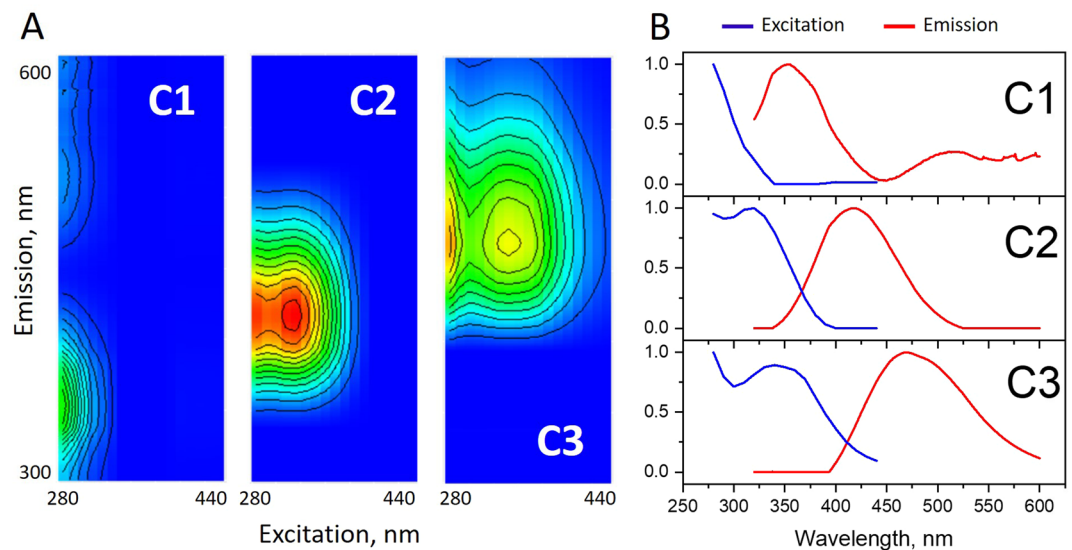 A
600
300
Emission, nm
C1
C2
C3
280
440
280
440
280
440
Excitation, nm
B
Excitation
Emission
1.0
0.5
0.0
C1
1.0
0.5
0.0
C2
1.0
0.5
0.0
C3
250 300 350 400 450 500 550 600
Wavelength, nm